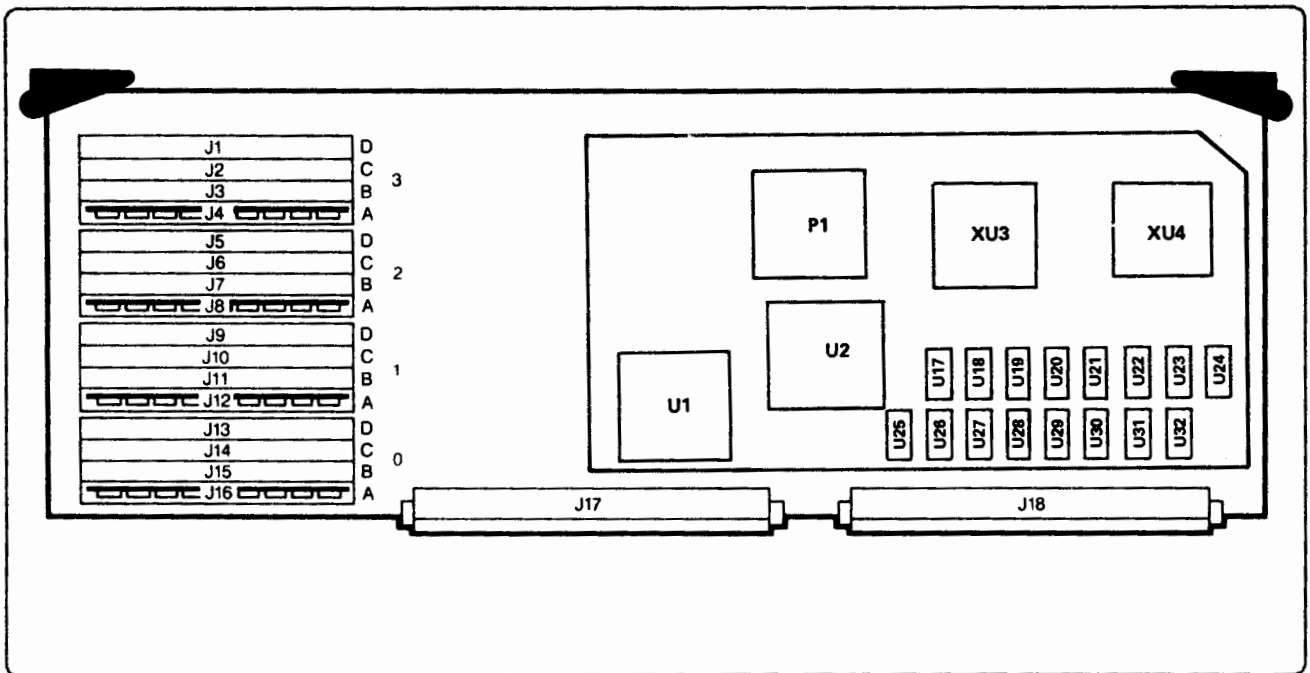 J1 D
J2 C
3
J3 B
J4 A
J5 D
J6 C
2
J7 B
J8 A
J9 D
J10 C
1
J11 B
J12 A
J13 D
J14 C
0
J15 B
J16 A
P1 XU3 XU4
U2
U1
U17 U18 U19 U20 U21 U22 U23 U24
U25 U26 U27 U28 U29 U30 U31 U32
J17 J18